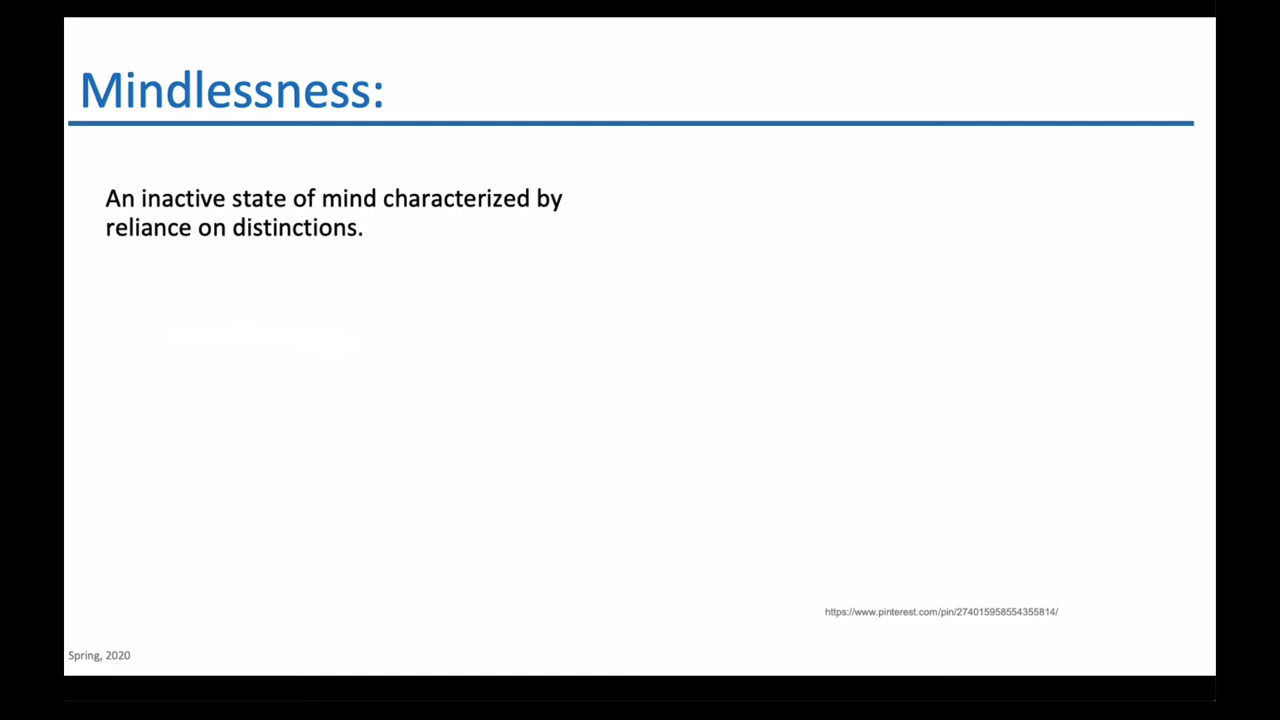 Mindlessness:
An inactive state of mind characterized by
reliance on distinctions.
https://www.pinterest.com/pin/274015958554355814/
Spring, 2020